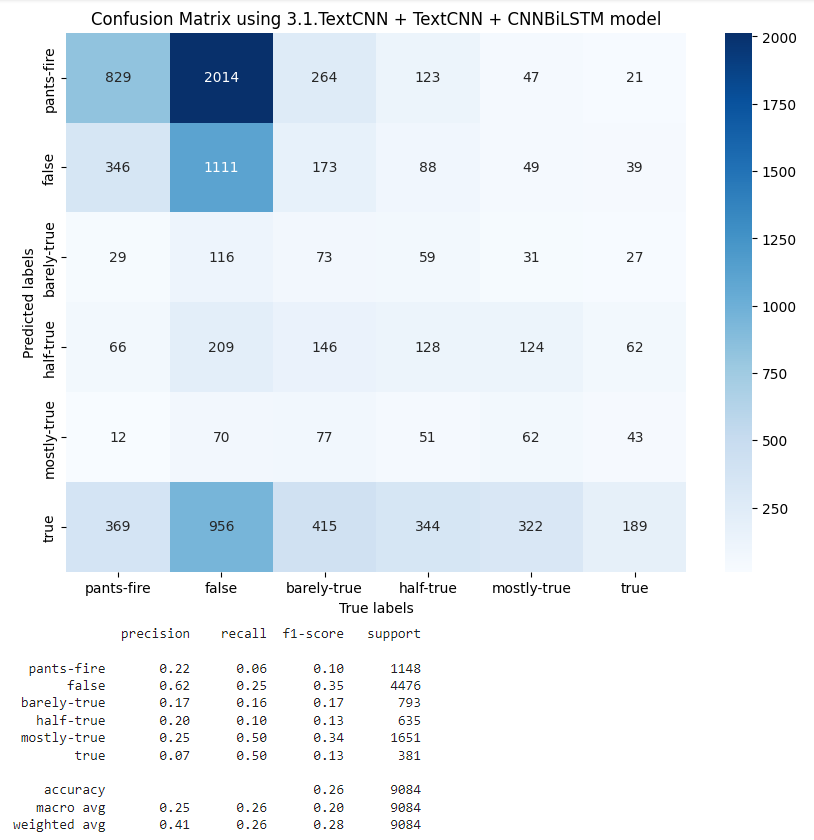 Confusion Matrix using 3.1.TextCNN + TextCNN + CNNBiLSTM model
pants-fire 829 2014 264 123 47 21
false 346 1111 173 88 49 39
barely-true 29 116 73 59 31 27
half-true 66 209 146 128 124 62
mostly-true 12 70 77 51 62 43
true 369 956 415 344 322 189
Predicted labels
pants-fire false barely-true half-true mostly-true true
True labels
2000
1750
1500
1250
1000
750
500
250
precision recall f1-score support
pants-fire 0.22 0.06 0.10 1148
false 0.62 0.25 0.35 4476
barely-true 0.17 0.16 0.17 793
half-true 0.20 0.10 0.13 635
mostly-true 0.25 0.50 0.34 1651
true 0.07 0.50 0.13 381
accuracy 0.26 9084
macro avg 0.25 0.26 0.20 9084
weighted avg 0.41 0.26 0.28 9084